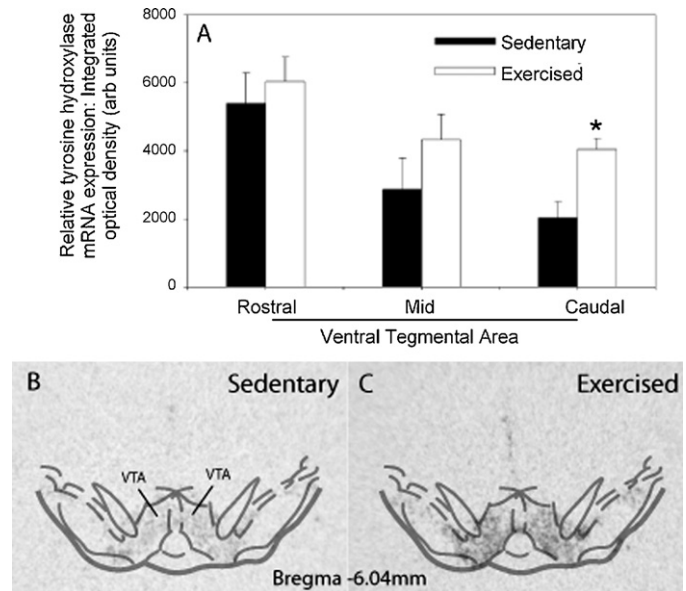 8000
A
Sedentary
Exercised
Relative tyrosine hydroxylase
mRNA expression: Integrated
optical density (arb units)
6000
*
4000
2000
0
Rostral Mid Caudal
Ventral Tegmental Area
B Sedentary
VTA VTA
C Exercised
Bregma -6.04mm